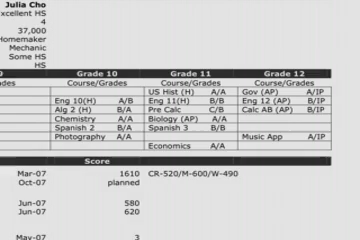 Julia Cho
xcellent HS
4
37,000
Homemaker
Mechanic
Some HS
HS
9 Grade 10 Grade 11 Grade 12
ades Course/Grades Course/Grades Course/Grades
US Hist (H) A/A Gov (AP) A/IP
Eng 10(H) A/B Eng 11(H) B/B Eng 12 (AP) B/IP
Alg 2 (H) B/A Pre Calc C/B Calc AB (AP) B/IP
Chemistry A/A Biology (AP) A/A
Spanish 2 B/A Spanish 3 B/B
Photography A/A Music App A/IP
Economics A/A
Score
Mar-07 1610 CR-520/M-600/W-490
Oct-07 planned
Jun-07 580
Jun-07 620
May-07 3